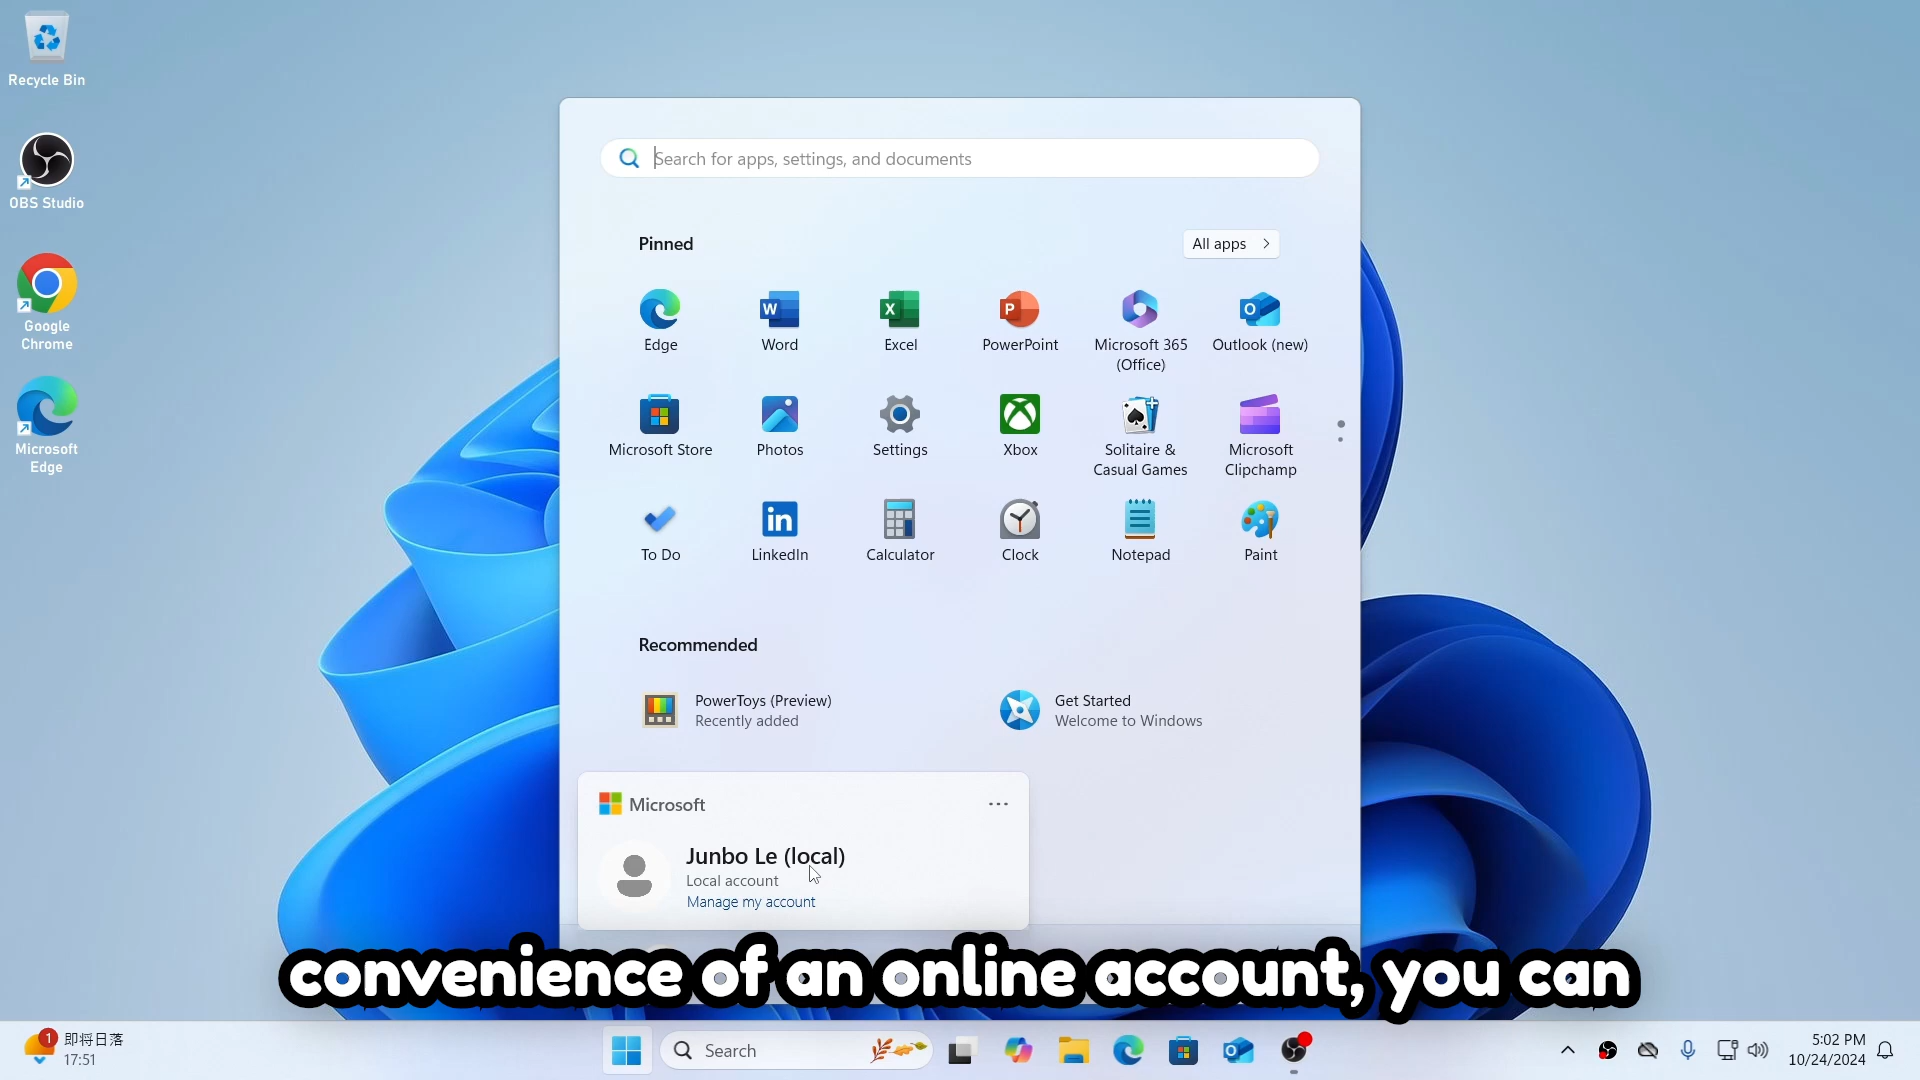 Recycle Bin
OBS Studio
Google
Chrome
Microsoft
Edge
Search for apps, settings, and documents
Pinned
All apps
Edge
Word
Excel
PowerPoint
Microsoft 365
(Office)
Outlook (new)
Microsoft Store
Photos
Settings
Xbox
Solitaire &
Casual Games
Microsoft
Clipchamp
To Do
LinkedIn
Calculator
Clock
Notepad
Paint
Recommended
PowerToys (Preview)
Recently added
Get Started
Welcome to Windows
Microsoft
Junbo Le (local)
Local account
Manage my account
convenience of an online account, you can
1
即将日落
17:51
Search
5:02 PM
10/24/2024